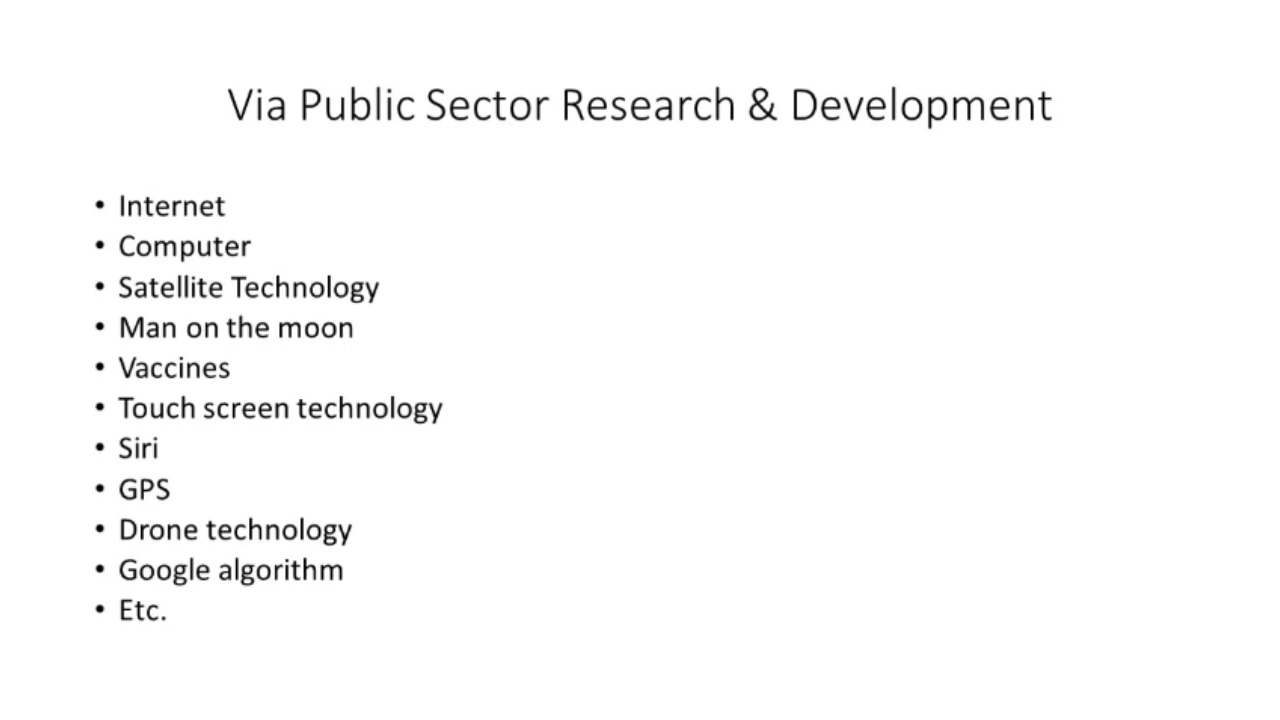 Via Public Sector Research & Development
• Internet
• Computer
• Satellite Technology
• Man on the moon
• Vaccines
• Touch screen technology
• Siri
• GPS
• Drone technology
• Google algorithm
• Etc.